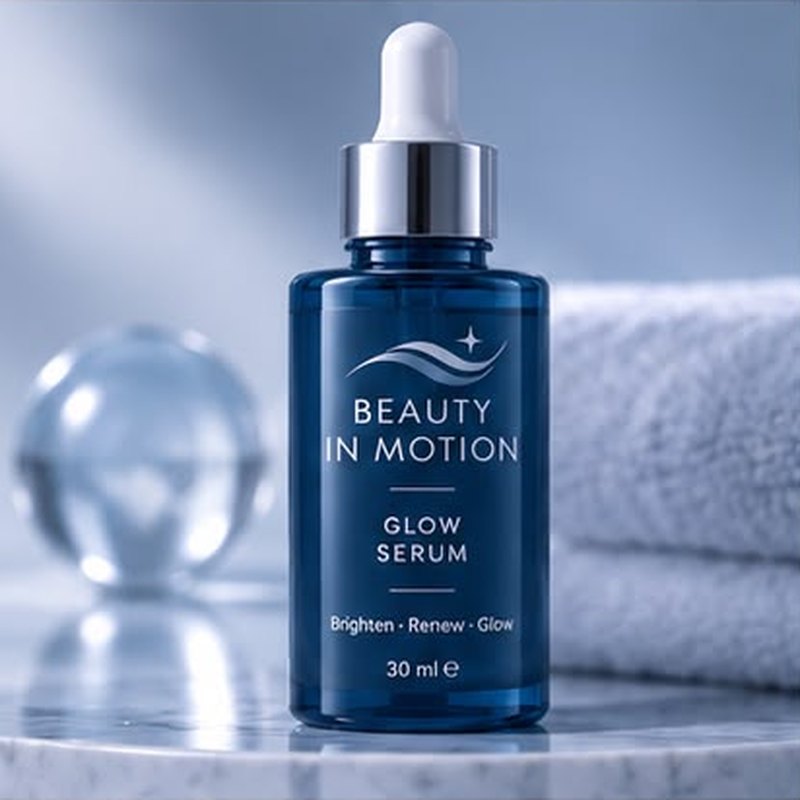 BEAUTY
IN MOTION
GLOW
SERUM
Brighten · Renew · Glow
30 ml ℮